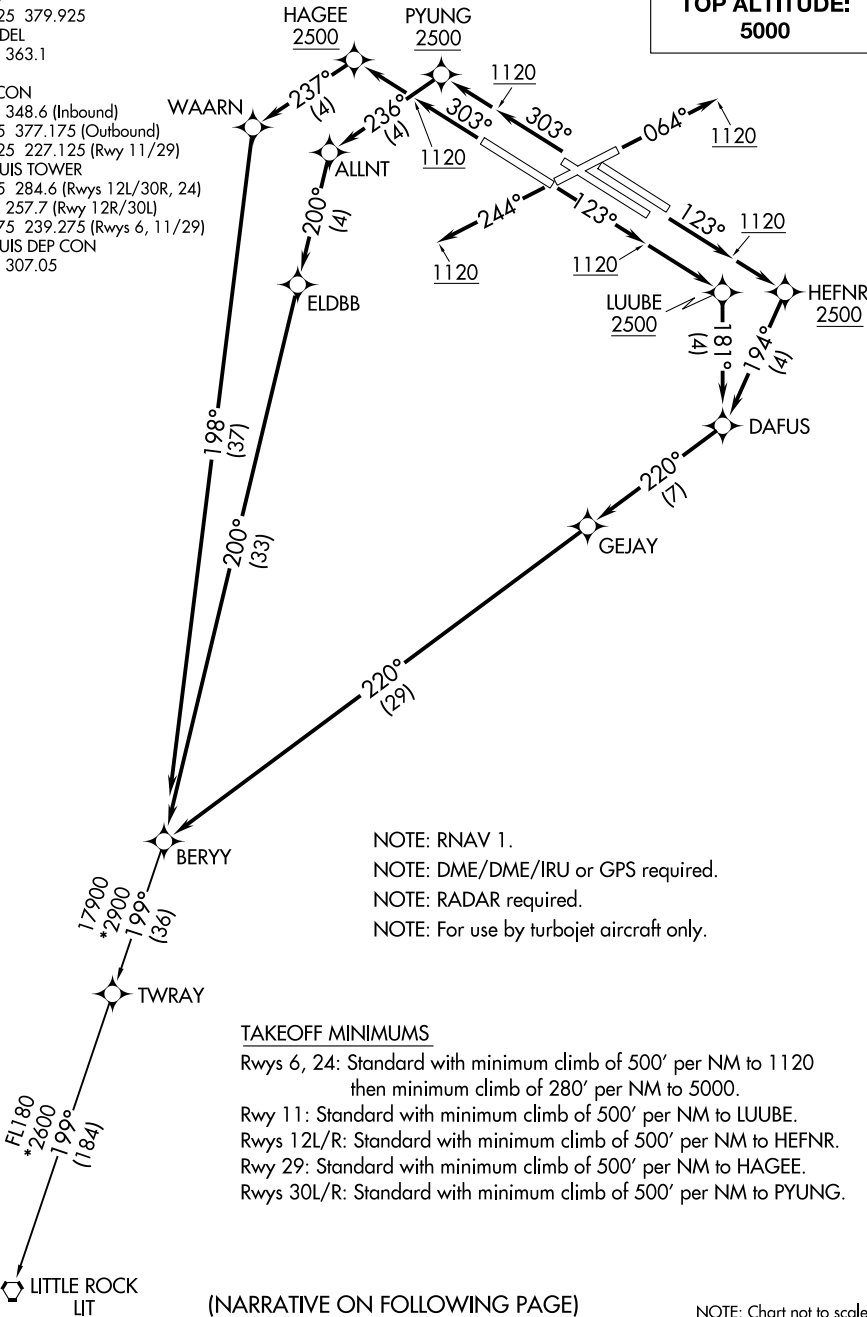 25 379.925
DEL
363.1
CON
348.6 (Inbound)
5 377.175 (Outbound)
25 227.125 (Rwy 11/29)
UIS TOWER
5 284.6 (Rwys 12L/30R, 24)
257.7 (Rwy 12R/30L)
75 239.275 (Rwys 6, 11/29)
UIS DEP CON
307.05
TOP ALTITUDE:
5000
HAGEE
2500
PYUNG
2500
1120
WAARN
237°
(4)
236°
(4)
303°
303°
064°
1120
1120
ALLNT
200°
(4)
244°
123°
123°
1120
1120
1120
ELDBB
LUUBE
2500
HEFNR
2500
181°
(4)
194°
(4)
DAFUS
198°
(37)
220°
(7)
200°
(33)
GEJAY
220°
(29)
BERYY
17900
*2900
199°
(36)
NOTE: RNAV 1.
NOTE: DME/DME/IRU or GPS required.
NOTE: RADAR required.
NOTE: For use by turbojet aircraft only.
TWRAY
TAKEOFF MINIMUMS
Rwys 6, 24: Standard with minimum climb of 500' per NM to 1120
then minimum climb of 280' per NM to 5000.
Rwy 11: Standard with minimum climb of 500' per NM to LUUBE.
Rwys 12L/R: Standard with minimum climb of 500' per NM to HEFNR.
Rwy 29: Standard with minimum climb of 500' per NM to HAGEE.
Rwys 30L/R: Standard with minimum climb of 500' per NM to PYUNG.
FL180
*2600
199°
(184)
LITTLE ROCK
LIT
(NARRATIVE ON FOLLOWING PAGE)
NOTE: Chart not to scale